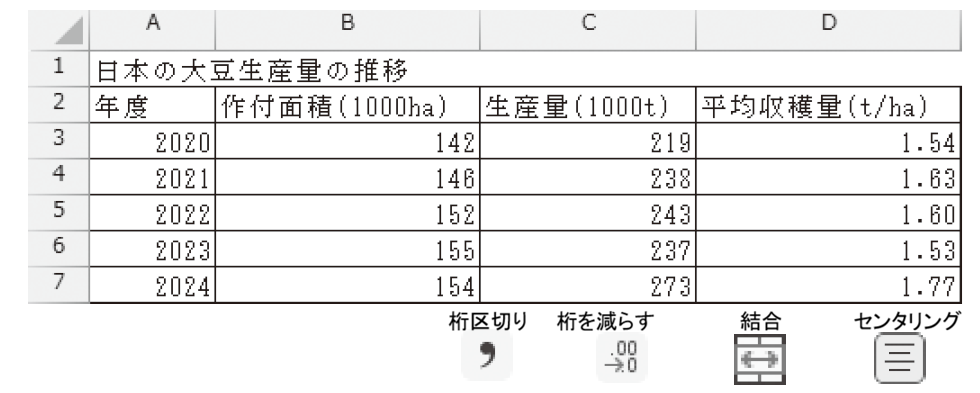 A B C D
1 日本の大豆生産量の推移
2 年度 作付面積(1000ha) 生産量(1000t) 平均収穫量(t/ha)
3 2020 142 219 1.54
4 2021 146 238 1.63
5 2022 152 243 1.60
6 2023 155 237 1.53
7 2024 154 273 1.77
桁区切り 桁を減らす 結合 センタリング
,
.00
→.0